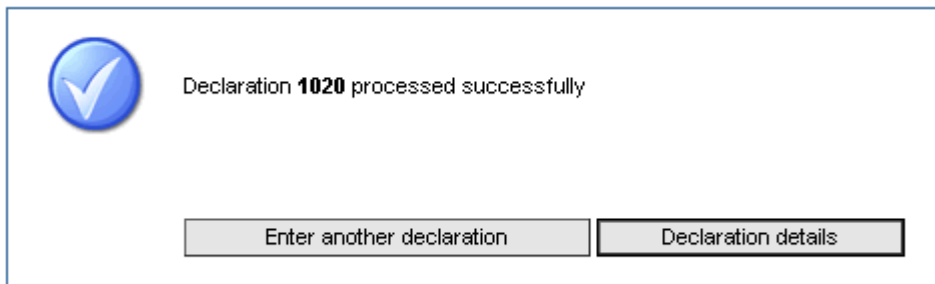 Declaration 1020 processed successfully
Enter another declaration
Declaration details